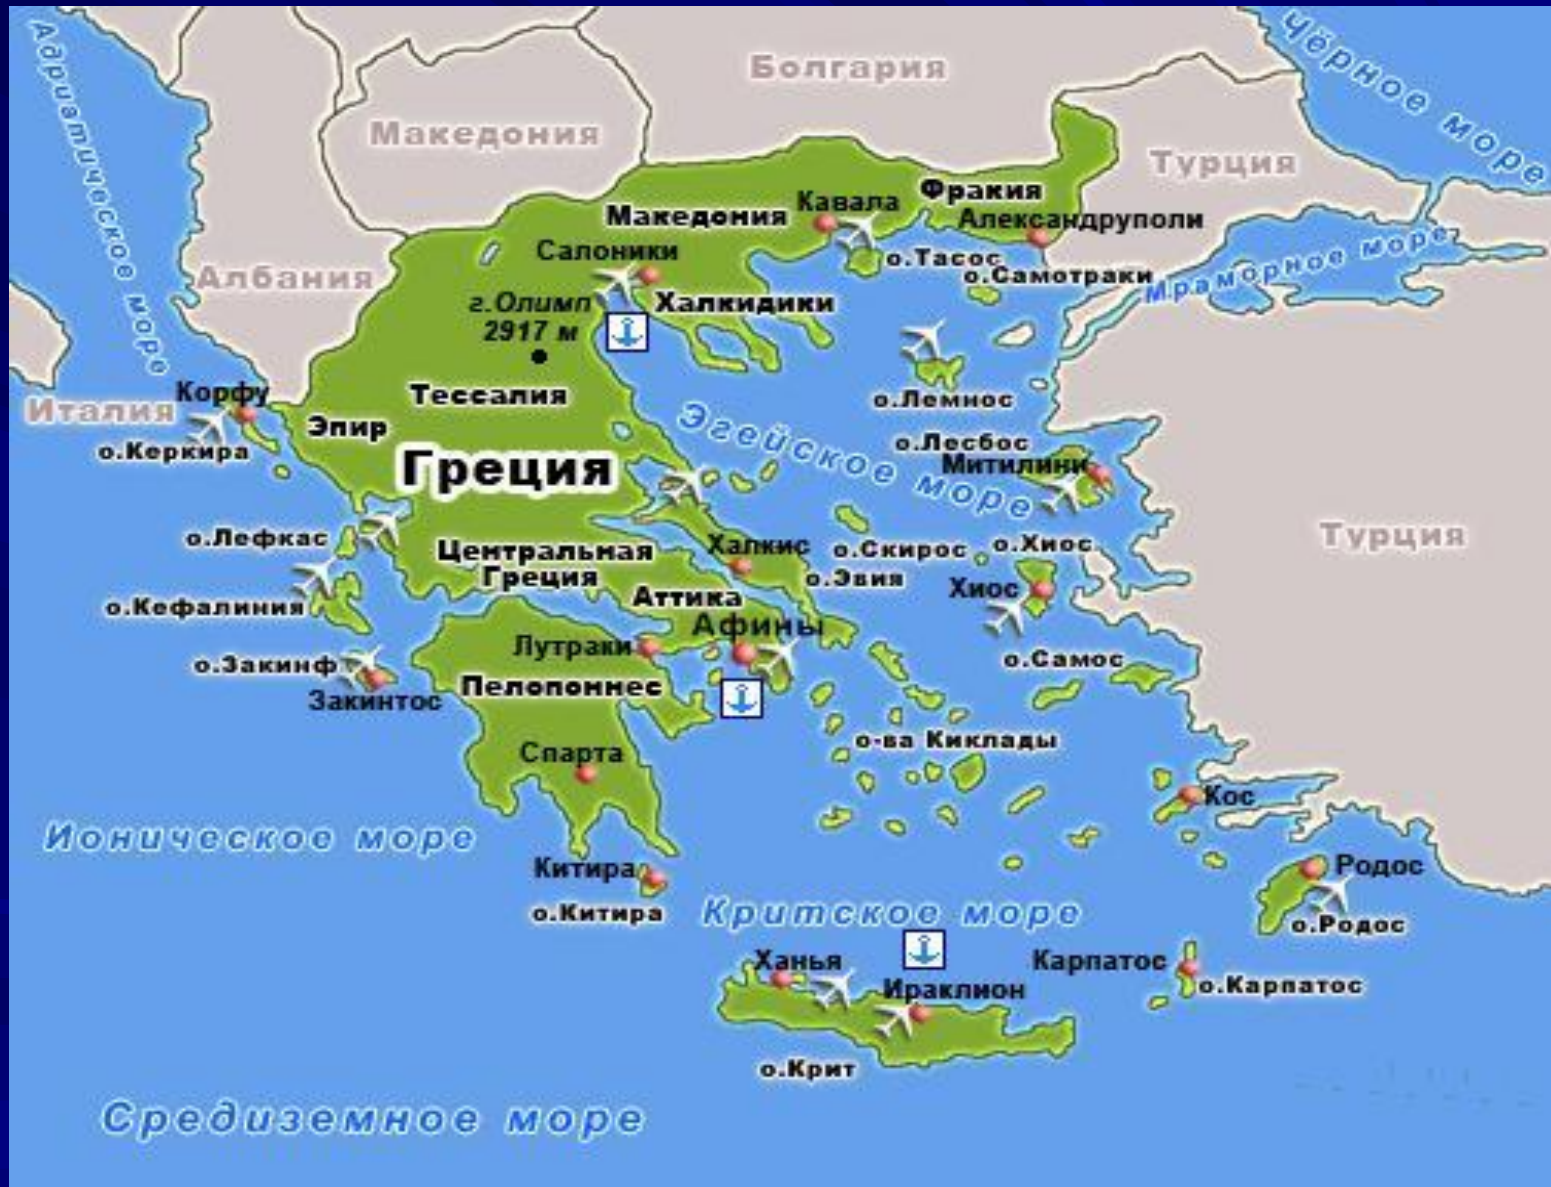 Адриатическое море
Болгария
Чёрное море
Македония
Турция
Фракия
Кавала
Македония
Александруполи
Мраморное море
Салоники
о.Тасос
о.Самотраки
Албания
г.Олимп
2917 м
Халкидики
Корфу
Италия
Тессалия
о.Лемнос
Эпир
Эгейское море
о.Лесбос
о.Керкира
Греция
Митилини
о.Лефкас
Центральная
Греция
Халкис
о.Скирос
о.Хиос
Турция
о.Эвия
Хиос
о.Кефалиния
Аттика
Афины
Лутраки
о.Закинф
о.Самос
Закинтос
Пелопоннес
о-ва Киклады
Спарта
Кос
Ионическое море
Китира
Родос
о.Китира
Критское море
о.Родос
Ханья
Карпатос
Ираклион
о.Карпатос
о.Крит
Средиземное море